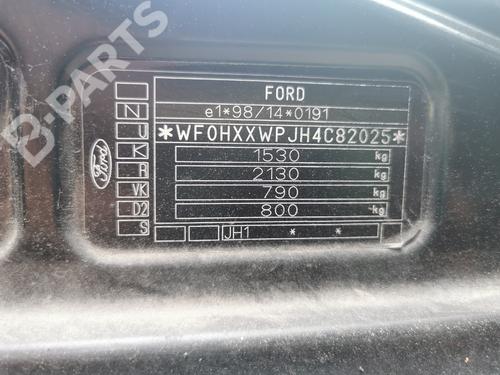 FORD
N e1*98/14*0191
U *WF0HXXWPJH4C82025*
K 1530 kg
R 2130 kg
VK 790 kg
D2 800 kg
S JH1 * *
Ford
B-PARTS